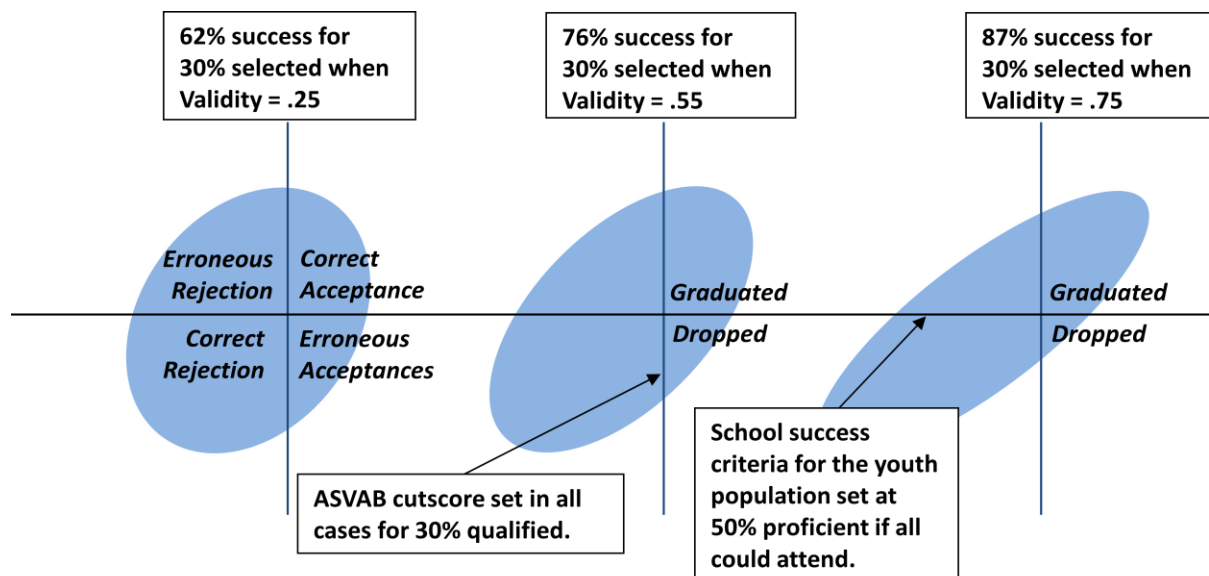 62% success for
30% selected when
Validity = .25
76% success for
30% selected when
Validity = .55
87% success for
30% selected when
Validity = .75
Erroneous
Rejection
Correct
Acceptance
Correct
Rejection
Erroneous
Acceptances
Graduated
Dropped
Graduated
Dropped
ASVAB cutscore set in all
cases for 30% qualified.
School success
criteria for the youth
population set at
50% proficient if all
could attend.